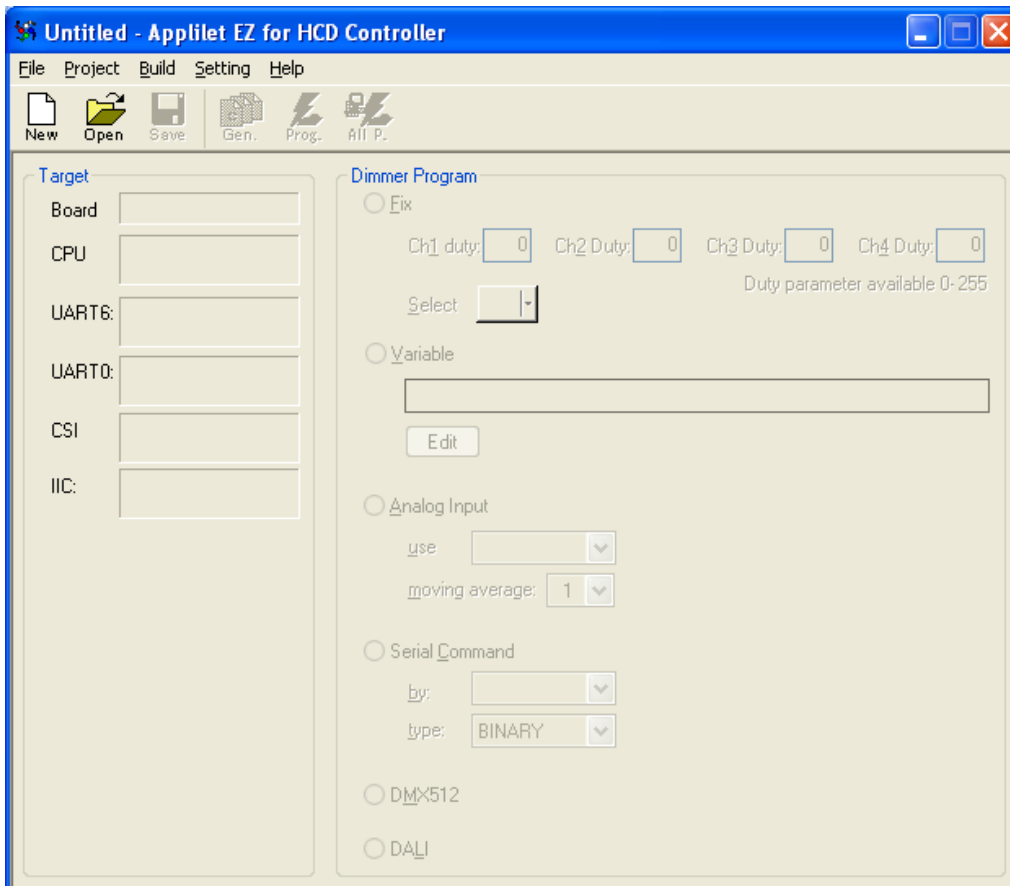 Untitled - Applilet EZ for HCD Controller
File Project Build Setting Help
New Open Save Gen. Prog. All P.
Target
Board
CPU
UART6:
UART0:
CSI
IIC:
Dimmer Program
Fix
Ch1 duty: 0 Ch2 Duty: 0 Ch3 Duty: 0 Ch4 Duty: 0
Duty parameter available 0-255
Select
Variable
Edit
Analog Input
use
moving average: 1
Serial Command
by:
type: BINARY
DMX512
DALI